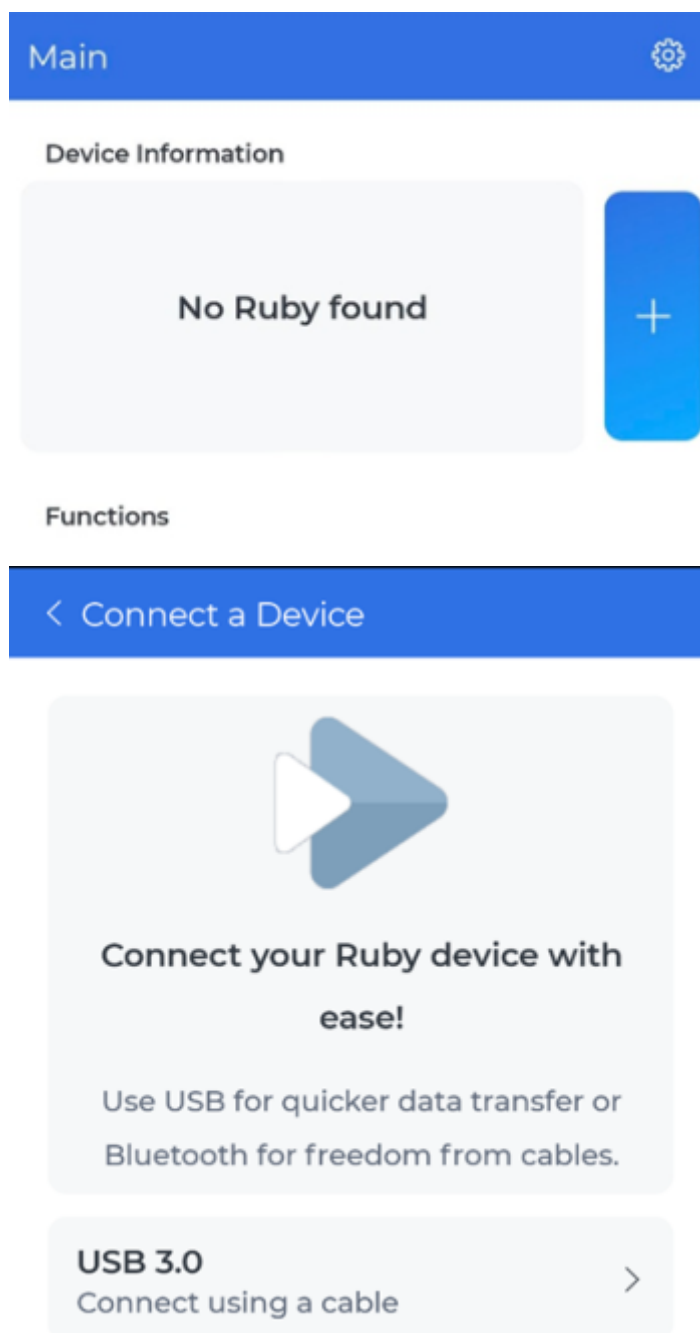 Main
Device Information
No Ruby found
+
Functions
< Connect a Device
Connect your Ruby device with
ease!
Use USB for quicker data transfer or
Bluetooth for freedom from cables.
USB 3.0
Connect using a cable